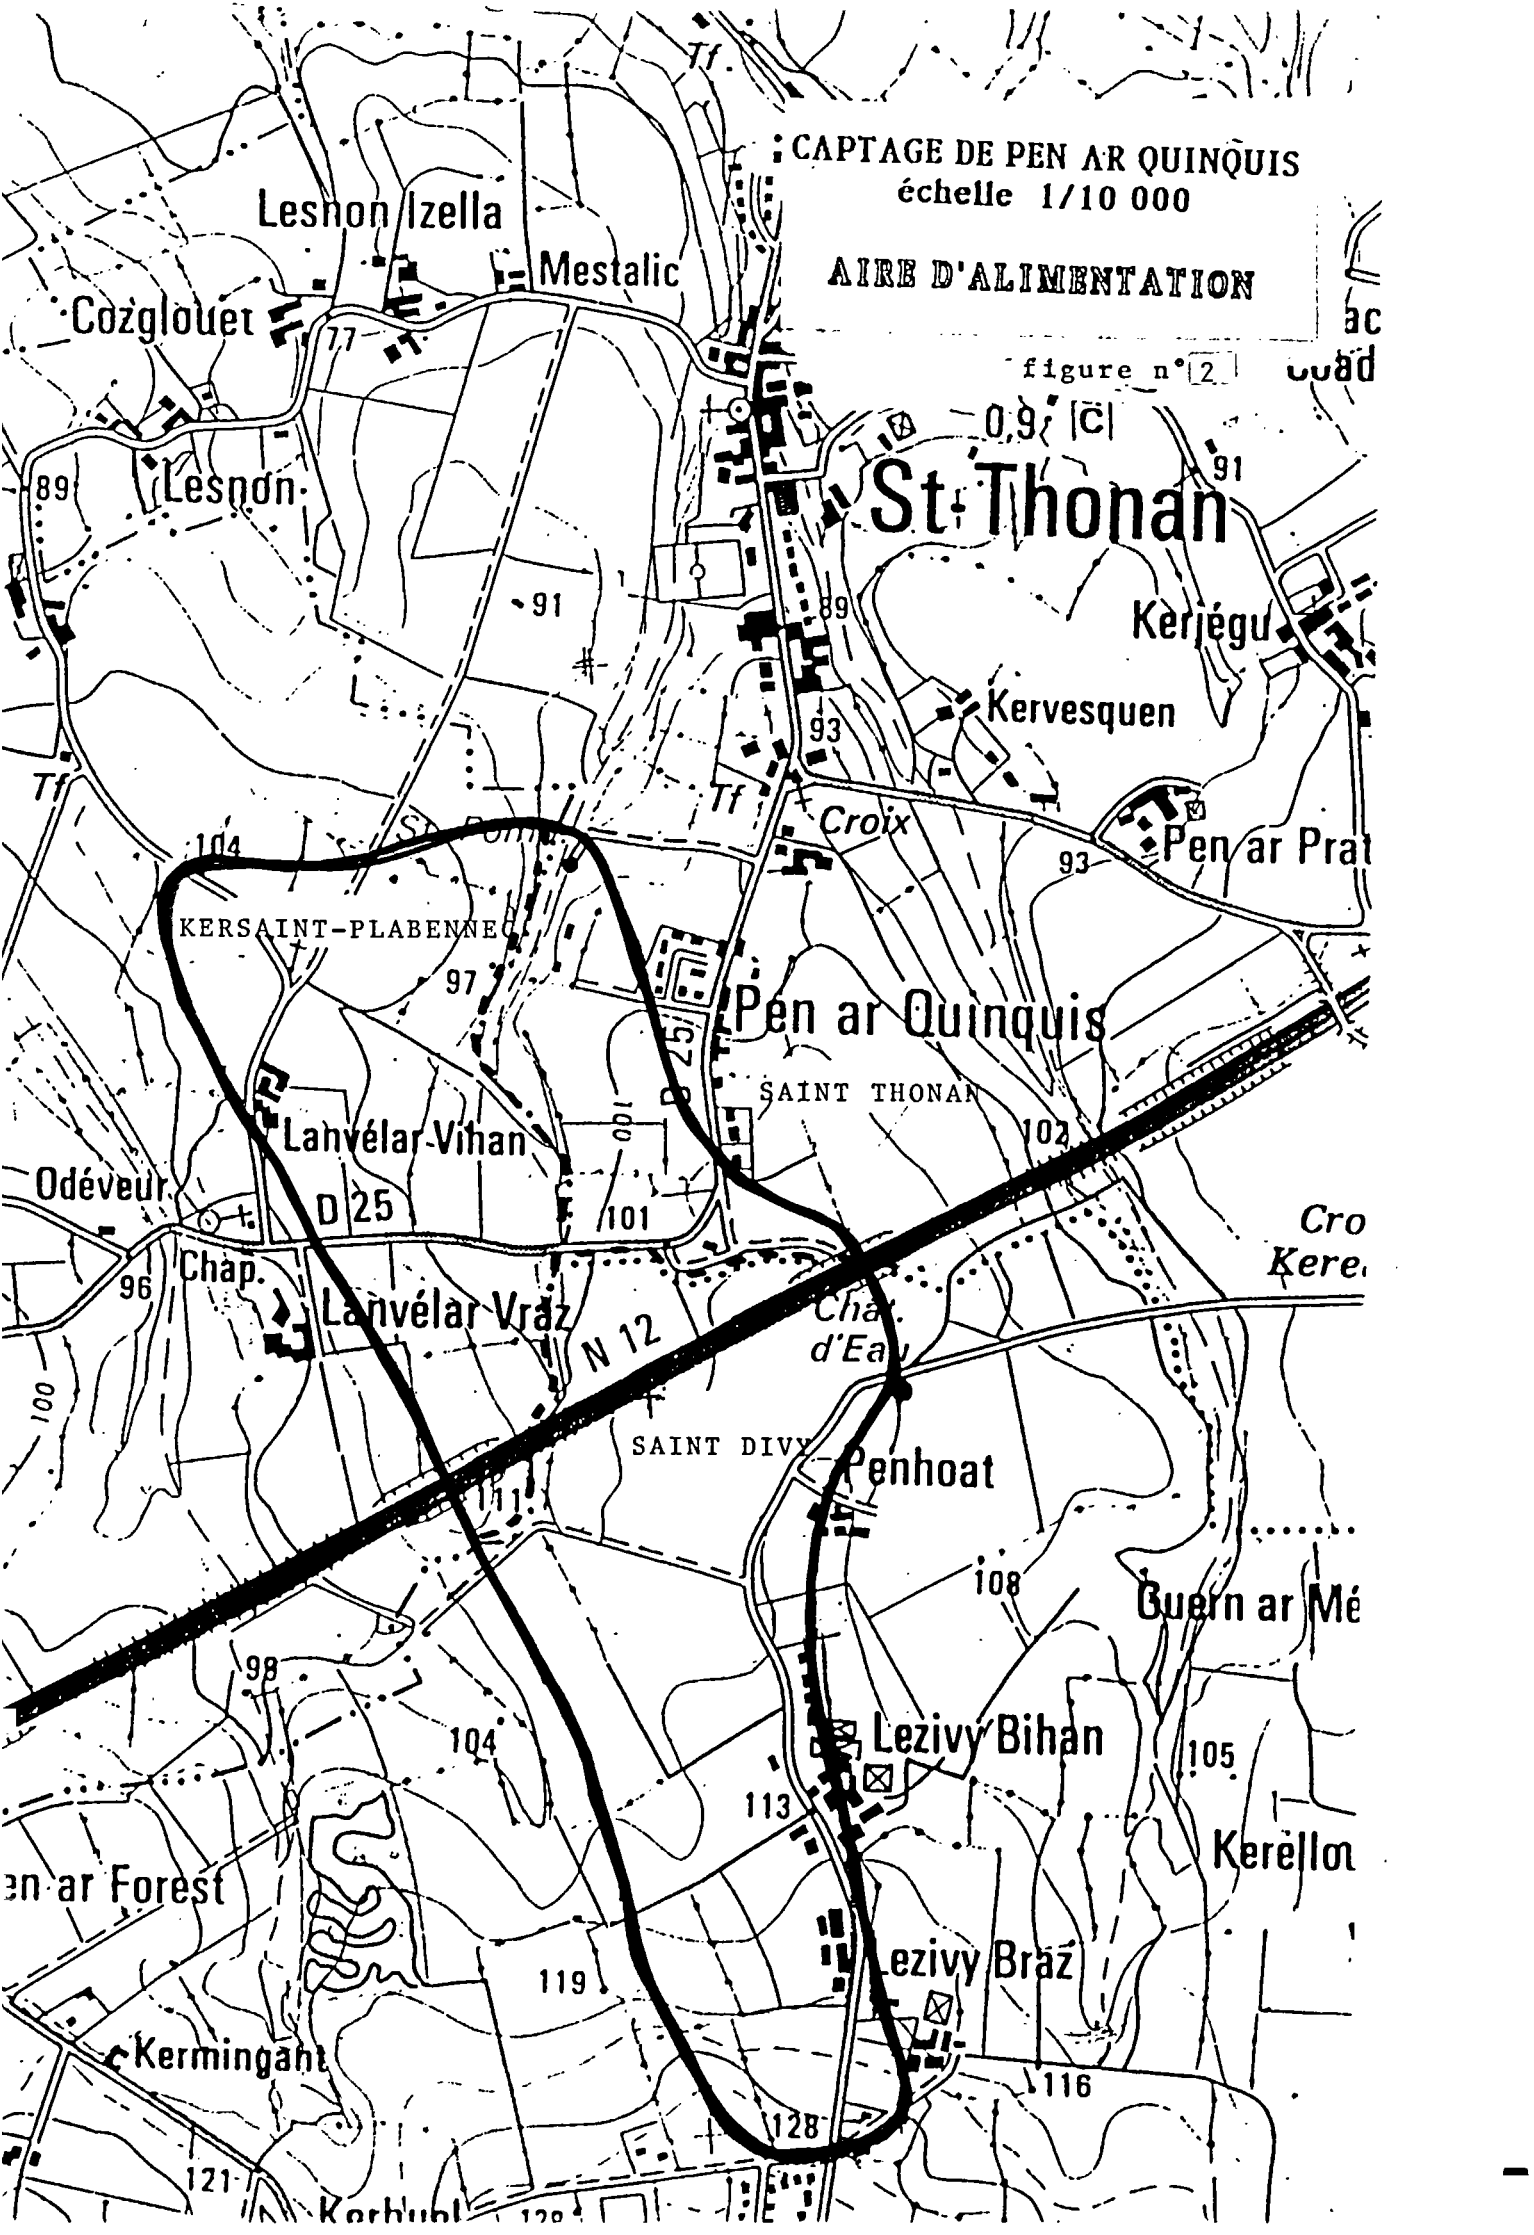 Tf
CAPTAGE DE PEN AR QUINQUIS
échelle 1/10 000
AIRE D'ALIMENTATION
figure n° 2
Lesnon Izella
Mestalic
Cozglouet
77
ac
0,9
|C|
89
Lesnon
St-Thonan
91
91
89
Kerjégu
Kervesquen
93
Tf
Tf
Croix
104
Pen ar Prat
93
KERSAINT-PLABENNEC
97
Pen ar Quinquis
D 25
SAINT THONAN
100
102
Lanvélar-Vihan
Odéveur
D 25
101
Cro
Chap.
96
Lanvélar Vraz
Chât.
d'Eau
N 12
100
SAINT DIVY
Penhoat
111
108
Guern ar Mé
98
104
Lezivy Bihan
105
113
en ar Forest
119
Lezivy Braz
Kermingant
116
128
121